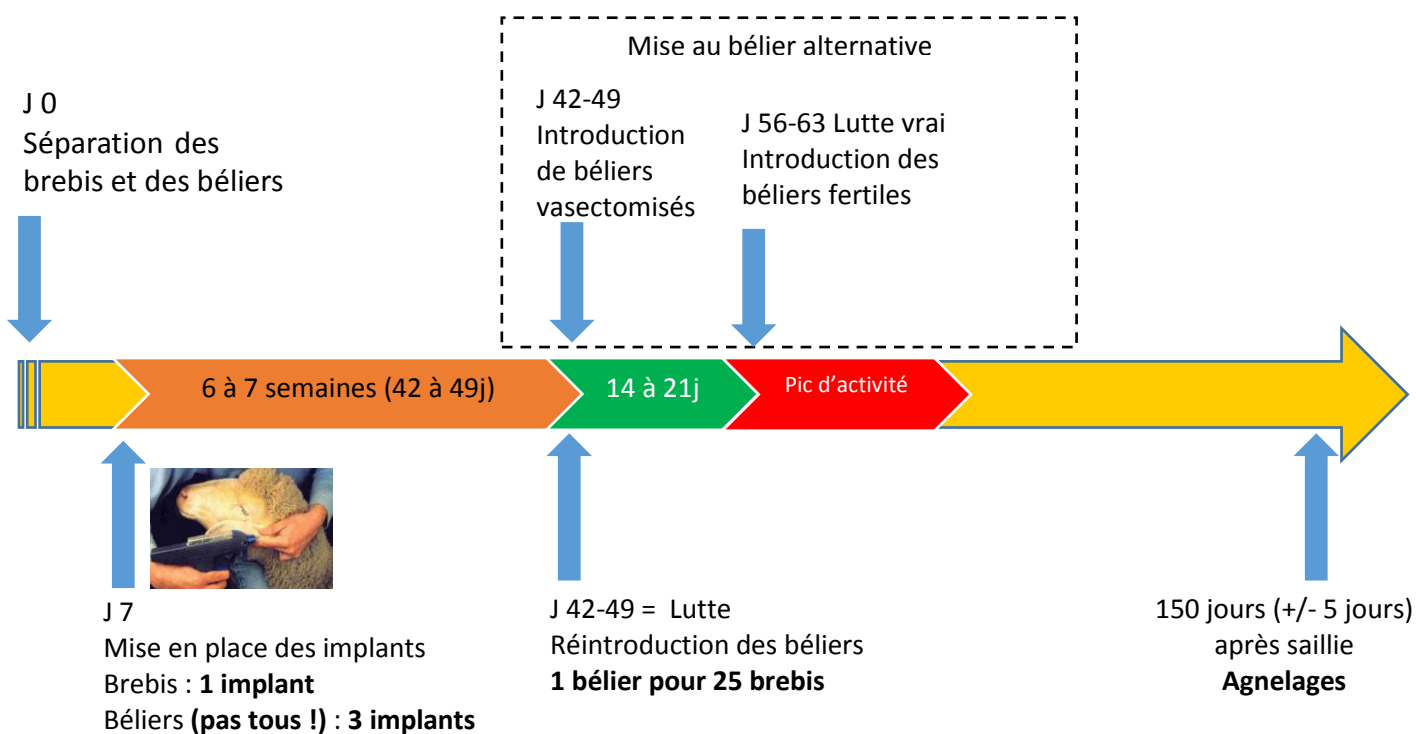 Mise au bélier alternative
J 0
Séparation des
brebis et des béliers
J 42-49
Introduction
de béliers
vasectomisés
J 56-63 Lutte vrai
Introduction des
béliers fertiles
6 à 7 semaines (42 à 49j)
14 à 21j
Pic d’activité
J 7
Mise en place des implants
Brebis : 1 implant
Béliers (pas tous !) : 3 implants
J 42-49 = Lutte
Réintroduction des béliers
1 bélier pour 25 brebis
150 jours (+/- 5 jours)
après saillie
Agnelages